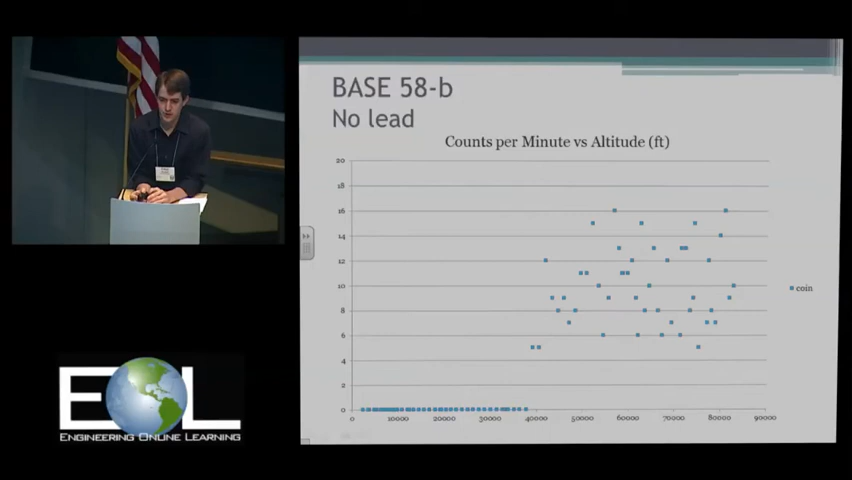 BASE 58-b
No lead
Counts per Minute vs Altitude (ft)
20
18
16
14
12
10
8
6
4
2
0
0 10000 20000 30000 40000 50000 60000 70000 80000 90000
coin
EOL
ENGINEERING ONLINE LEARNING